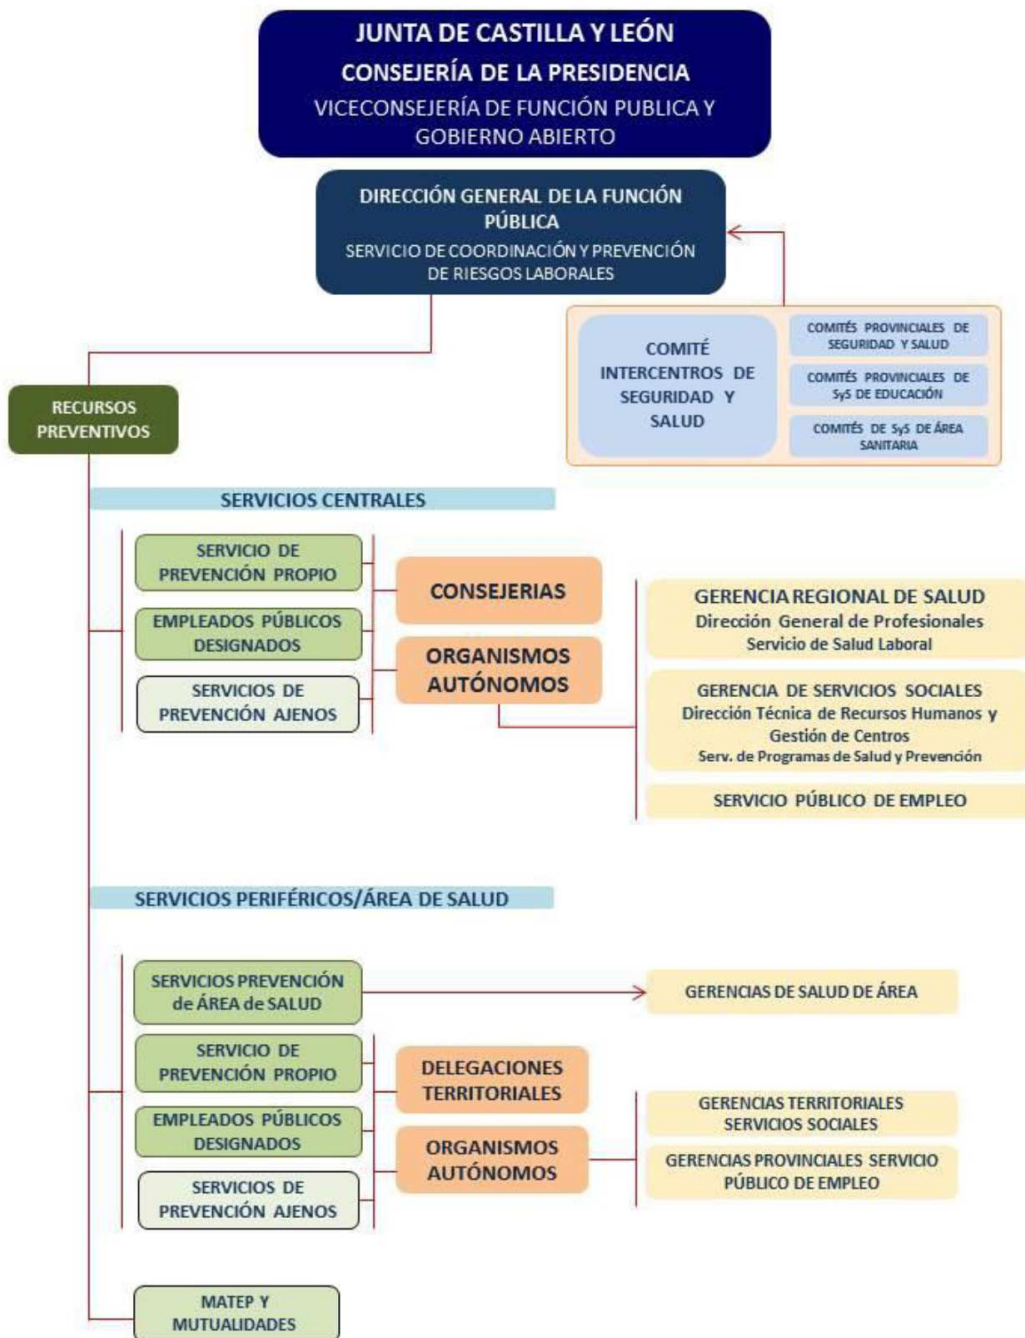 JUNTA DE CASTILLA Y LEÓN
CONSEJERÍA DE LA PRESIDENCIA
VICECONSEJERÍA DE FUNCIÓN PUBLICA Y
GOBIERNO ABIERTO
DIRECCIÓN GENERAL DE LA FUNCIÓN
PÚBLICA
SERVICIO DE COORDINACIÓN Y PREVENCIÓN
DE RIESGOS LABORALES
COMITÉ
INTERCENTROS DE
SEGURIDAD Y
SALUD
COMITÉS PROVINCIALES DE
SEGURIDAD Y SALUD
COMITÉS PROVINCIALES DE
SyS DE EDUCACIÓN
COMITÉS DE SyS DE ÁREA
SANITARIA
RECURSOS
PREVENTIVOS
SERVICIOS CENTRALES
SERVICIO DE
PREVENCIÓN PROPIO
EMPLEADOS PÚBLICOS
DESIGNADOS
SERVICIOS DE
PREVENCIÓN AJENOS
CONSEJERIAS
ORGANISMOS
AUTÓNOMOS
GERENCIA REGIONAL DE SALUD
Dirección General de Profesionales
Servicio de Salud Laboral
GERENCIA DE SERVICIOS SOCIALES
Dirección Técnica de Recursos Humanos y
Gestión de Centros
Serv. de Programas de Salud y Prevención
SERVICIO PÚBLICO DE EMPLEO
SERVICIOS PERIFÉRICOS/ÁREA DE SALUD
SERVICIOS PREVENCIÓN
de ÁREA de SALUD
GERENCIAS DE SALUD DE ÁREA
SERVICIO DE
PREVENCIÓN PROPIO
EMPLEADOS PÚBLICOS
DESIGNADOS
SERVICIOS DE
PREVENCIÓN AJENOS
DELEGACIONES
TERRITORIALES
ORGANISMOS
AUTÓNOMOS
GERENCIAS TERRITORIALES
SERVICIOS SOCIALES
GERENCIAS PROVINCIALES SERVICIO
PÚBLICO DE EMPLEO
MATEP Y
MUTUALIDADES